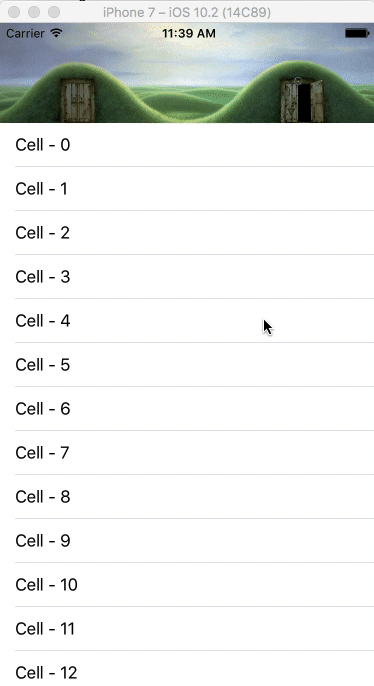 iPhone 7 – iOS 10.2 (14C89)
Carrier 11:39 AM
Cell - 0
Cell - 1
Cell - 2
Cell - 3
Cell - 4
Cell - 5
Cell - 6
Cell - 7
Cell - 8
Cell - 9
Cell - 10
Cell - 11
Cell - 12